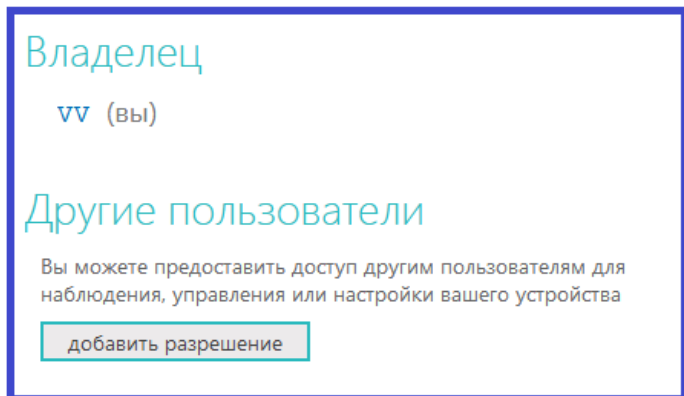 Владелец
vv (вы)
Другие пользователи
Вы можете предоставить доступ другим пользователям для
наблюдения, управления или настройки вашего устройства
добавить разрешение